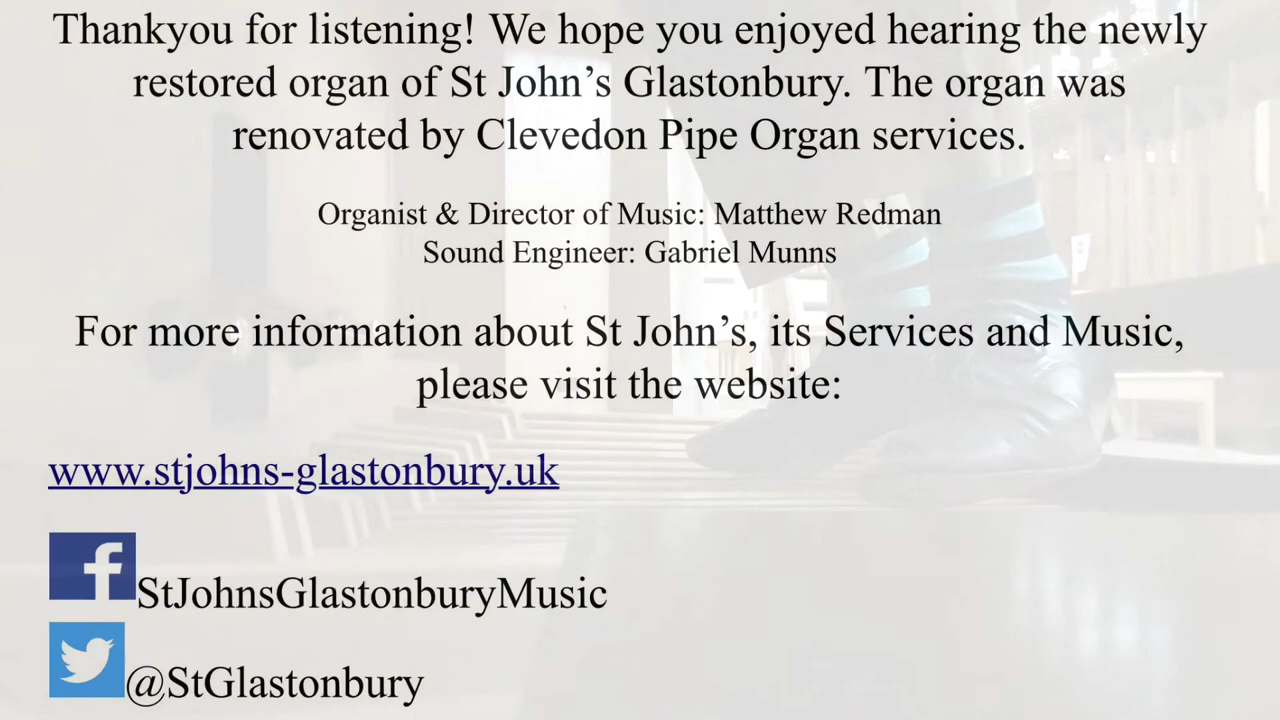 Thankyou for listening! We hope you enjoyed hearing the newly
restored organ of St John’s Glastonbury. The organ was
renovated by Clevedon Pipe Organ services.
Organist & Director of Music: Matthew Redman
Sound Engineer: Gabriel Munns
For more information about St John’s, its Services and Music,
please visit the website:
www.stjohns-glastonbury.uk
StJohnsGlastonburyMusic
@StGlastonbury